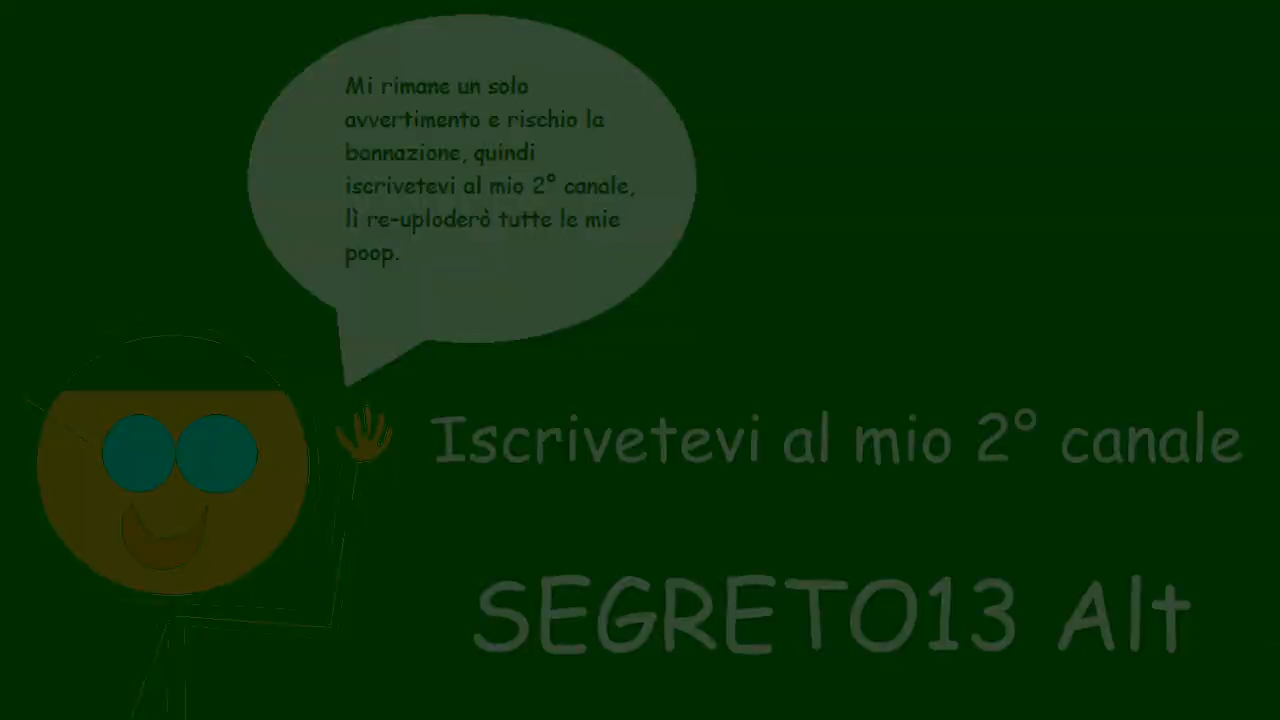 Mi rimane un solo
avvertimento e rischio la
bannazione, quindi
iscrivetevi al mio 2° canale,
lì re-uploderò tutte le mie
poop.
Iscrivetevi al mio 2° canale
SEGRETO13 Alt